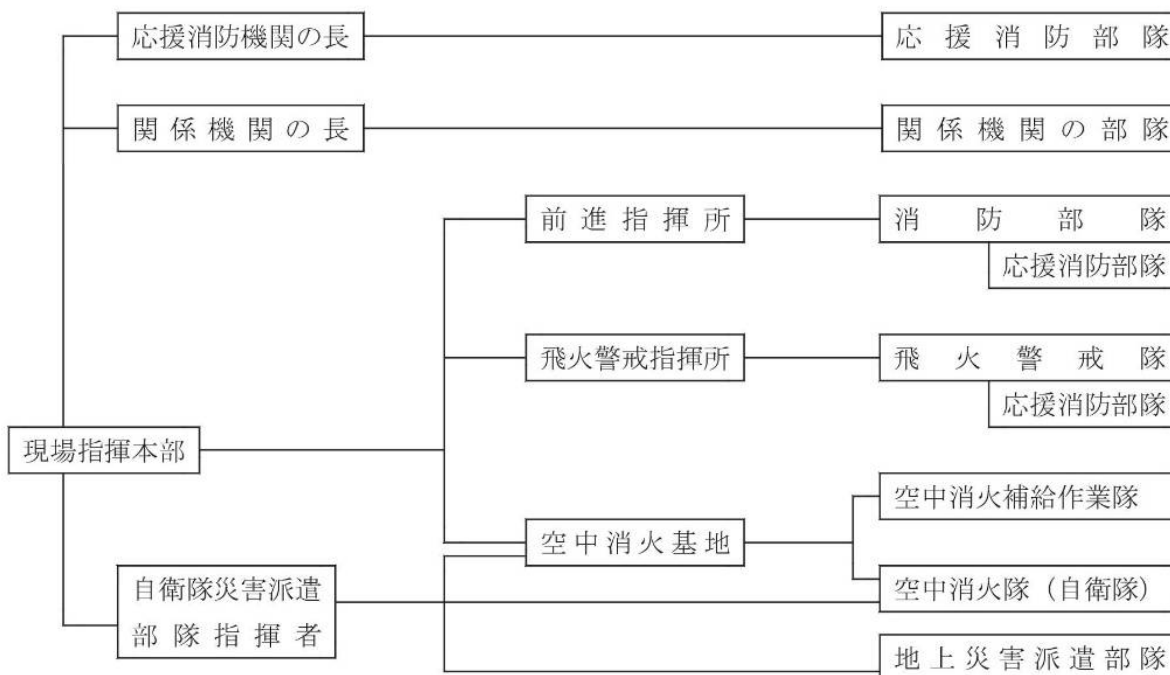 応援消防機関の長
応援消防部隊
関係機関の長
関係機関の部隊
前進指揮所
消防部隊
応援消防部隊
飛火警戒指揮所
飛火警戒隊
応援消防部隊
現場指揮本部
空中消火補給作業隊
空中消火基地
自衛隊災害派遣
部隊指揮者
空中消火隊（自衛隊）
地上災害派遣部隊